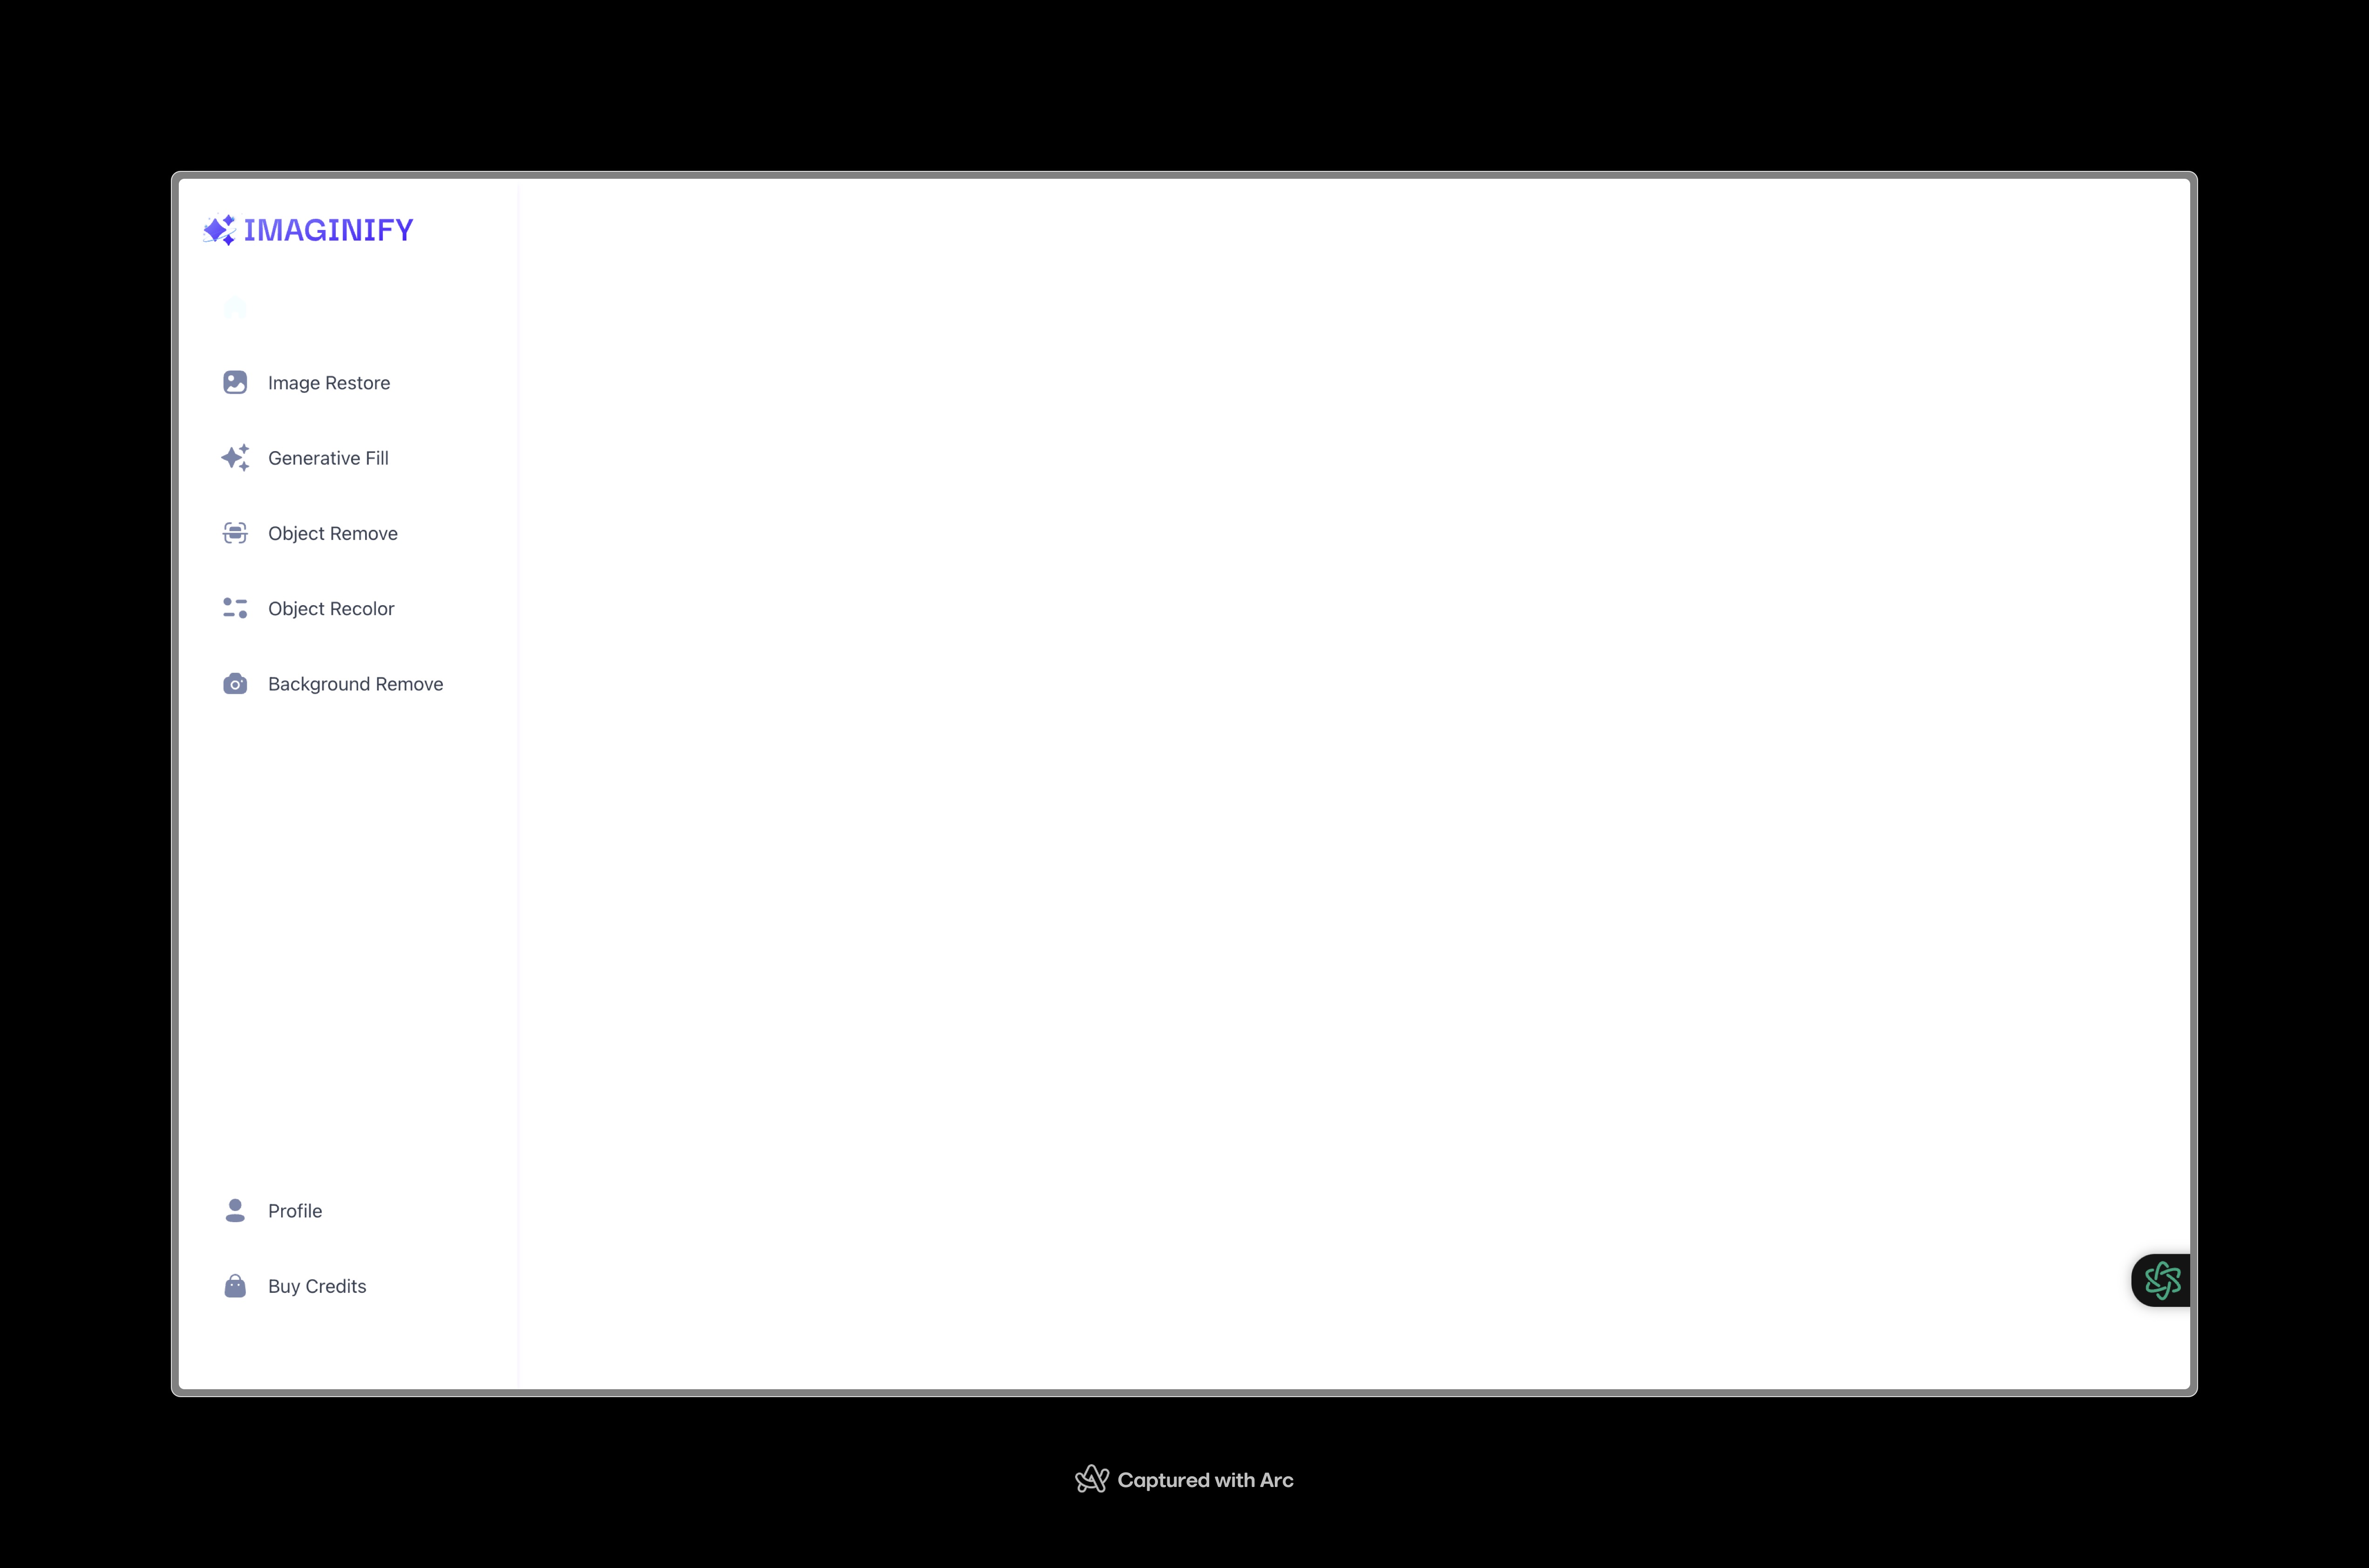 IMAGINIFY
Image Restore
Generative Fill
Object Remove
Object Recolor
Background Remove
Profile
Buy Credits
Captured with Arc